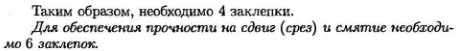 Таким образом, необходимо 4 заклепки.
Для обеспечения прочности на сдвиг (срез) и смятие необходи-
мо 6 заклепок.